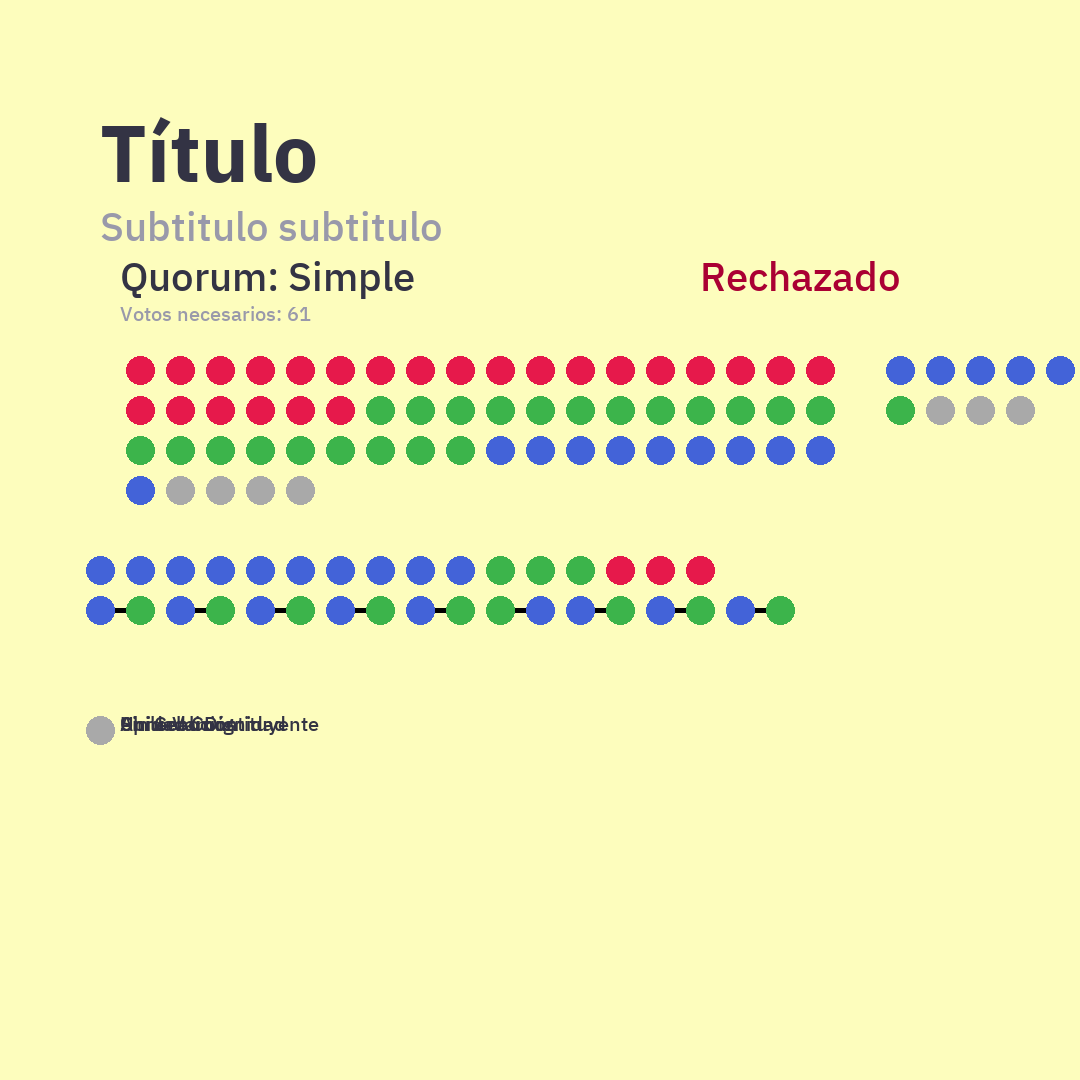 Título
Subtitulo subtitulo
Quorum: Simple
Rechazado
Votos necesarios: 61